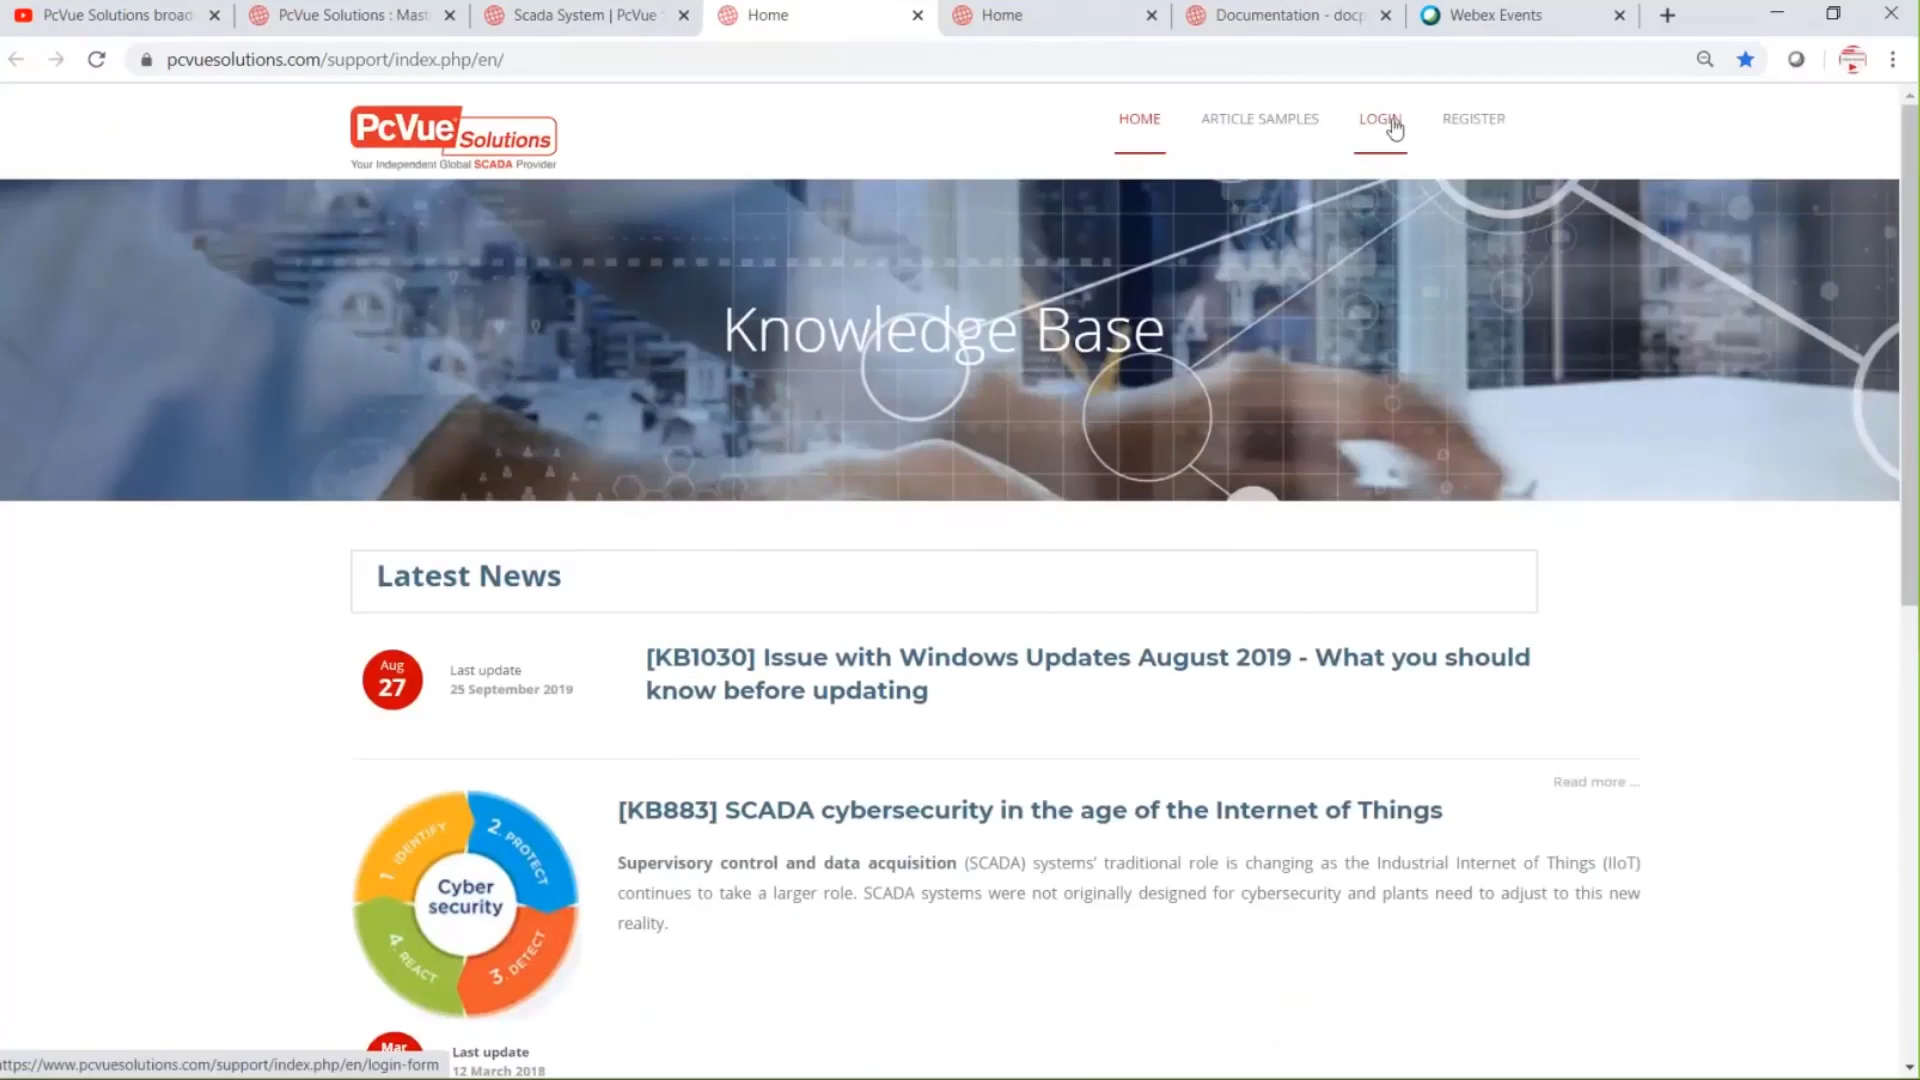 PcVue Solutions broad
PcVue Solutions : Mast
Scada System | PcVue
Home
Home
Documentation - docp
Webex Events
pcvuesolutions.com/support/index.php/en/
PcVue Solutions
Your Independent Global SCADA Provider
HOME
ARTICLE SAMPLES
LOGIN
REGISTER
Knowledge Base
Latest News
Aug
27
Last update
25 September 2019
[KB1030] Issue with Windows Updates August 2019 - What you should
know before updating
Read more ...
1 IDENTIFY
2. PROTECT
3. DETECT
4. REACT
Cyber
security
[KB883] SCADA cybersecurity in the age of the Internet of Things
Supervisory control and data acquisition (SCADA) systems’ traditional role is changing as the Industrial Internet of Things (IIoT)
continues to take a larger role. SCADA systems were not originally designed for cybersecurity and plants need to adjust to this new
reality.
Mar
Last update
12 March 2018
ttps://www.pcvuesolutions.com/support/index.php/en/login-form